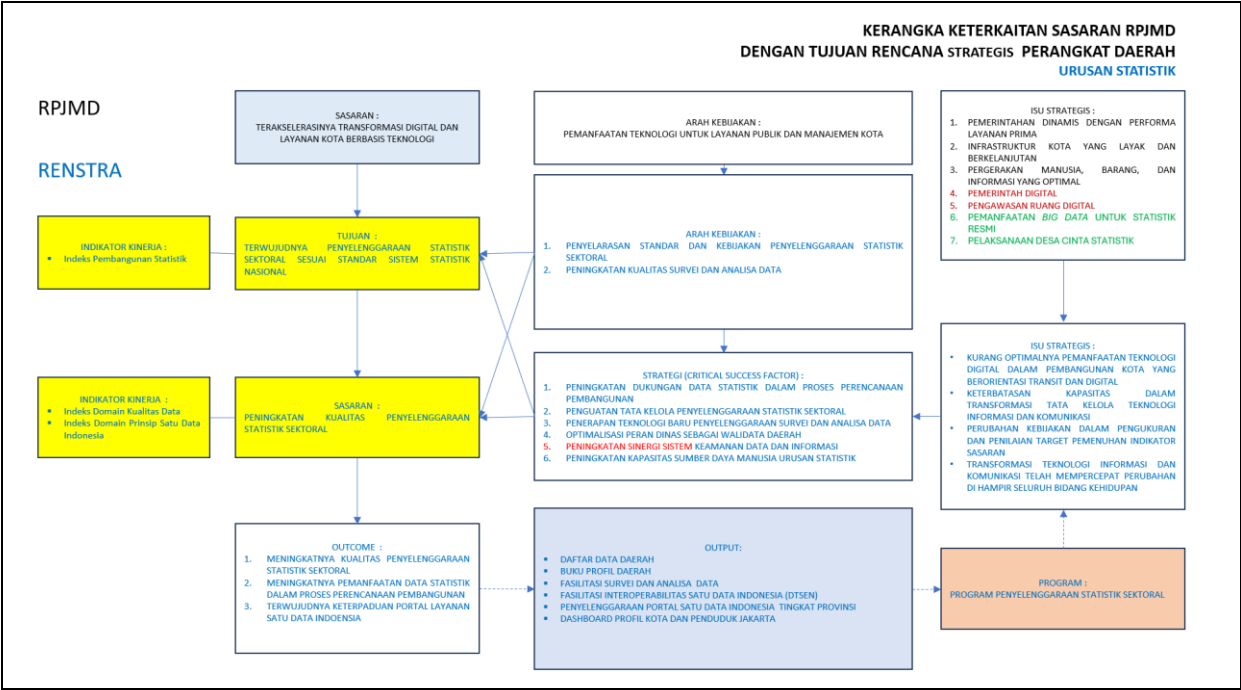 KERANGKA KETERKAITAN SASARAN RPJMD
DENGAN TUJUAN RENCANA STRATEGIS PERANGKAT DAERAH
URUSAN STATISTIK
RPJMD
RENSTRA
SASARAN :
TERAKSELERASINYA TRANSFORMASI DIGITAL DAN
LAYANAN KOTA BERBASIS TEKNOLOGI
ARAH KEBIJAKAN :
PEMANFAATAN TEKNOLOGI UNTUK LAYANAN PUBLIK DAN MANAJEMEN KOTA
ISU STRATEGIS :
1. PEMERINTAHAN DINAMIS DENGAN PERFORMA
LAYANAN PRIMA
2. INFRASTRUKTUR KOTA YANG LAYAK DAN
BERKELANJUTAN
3. PERGERAKAN MANUSIA, BARANG, DAN
INFORMASI YANG OPTIMAL
4. PEMERINTAH DIGITAL
5. PENGAWASAN RUANG DIGITAL
6. PEMANFAATAN BIG DATA UNTUK STATISTIK
RESMI
7. PELAKSANAAN DESA CINTA STATISTIK
INDIKATOR KINERJA :
▪ Indeks Pembangunan Statistik
TUJUAN :
TERWUJUDNYA PENYELENGGARAAN STATISTIK
SEKTORAL SESUAI STANDAR SISTEM STATISTIK
NASIONAL
ARAH KEBIJAKAN :
1. PENYELARASAN STANDAR DAN KEBIJAKAN PENYELENGGARAAN STATISTIK
SEKTORAL
2. PENINGKATAN KUALITAS SURVEI DAN ANALISA DATA
INDIKATOR KINERJA :
▪ Indeks Domain Kualitas Data
▪ Indeks Domain Prinsip Satu Data
Indonesia
SASARAN :
PENINGKATAN KUALITAS PENYELENGGARAAN
STATISTIK SEKTORAL
STRATEGI (CRITICAL SUCCESS FACTOR) :
1. PENINGKATAN DUKUNGAN DATA STATISTIK DALAM PROSES PERENCANAAN
PEMBANGUNAN
2. PENGUATAN TATA KELOLA PENYELENGGARAAN STATISTIK SEKTORAL
3. PENERAPAN TEKNOLOGI BARU PENYELENGGARAAN SURVEI DAN ANALISA DATA
4. OPTIMALISASI PERAN DINAS SEBAGAI WALIDATA DAERAH
5. PENINGKATAN SINERGI SISTEM KEAMANAN DATA DAN INFORMASI
6. PENINGKATAN KAPASITAS SUMBER DAYA MANUSIA URUSAN STATISTIK
ISU STRATEGIS :
• KURANG OPTIMALNYA PEMANFAATAN TEKNOLOGI
DIGITAL DALAM PEMBANGUNAN KOTA YANG
BERORIENTASI TRANSIT DAN DIGITAL
• KETERBATASAN KAPASITAS DALAM
TRANSFORMASI TATA KELOLA TEKNOLOGI
INFORMASI DAN KOMUNIKASI
• PERUBAHAN KEBIJAKAN DALAM PENGUKURAN
DAN PENILAIAN TARGET PEMENUHAN INDIKATOR
SASARAN
• TRANSFORMASI TEKNOLOGI INFORMASI DAN
KOMUNIKASI TELAH MEMPERCEPAT PERUBAHAN
DI HAMPIR SELURUH BIDANG KEHIDUPAN
OUTCOME :
1. MENINGKATNYA KUALITAS PENYELENGGARAAN
STATISTIK SEKTORAL
2. MENINGKATNYA PEMANFAATAN DATA STATISTIK
DALAM PROSES PERENCANAAN PEMBANGUNAN
3. TERWUJUDNYA KETERPADUAN PORTAL LAYANAN
SATU DATA INDOENSIA
OUTPUT:
▪ DAFTAR DATA DAERAH
▪ BUKU PROFIL DAERAH
▪ FASILITASI SURVEI DAN ANALISA DATA
▪ FASILITASI INTEROPERABILITAS SATU DATA INDONESIA (DTSEN)
▪ PENYELENGGARAAN PORTAL SATU DATA INDONESIA TINGKAT PROVINSI
▪ DASHBOARD PROFIL KOTA DAN PENDUDUK JAKARTA
PROGRAM :
PROGRAM PENYELENGGARAAN STATISTIK SEKTORAL